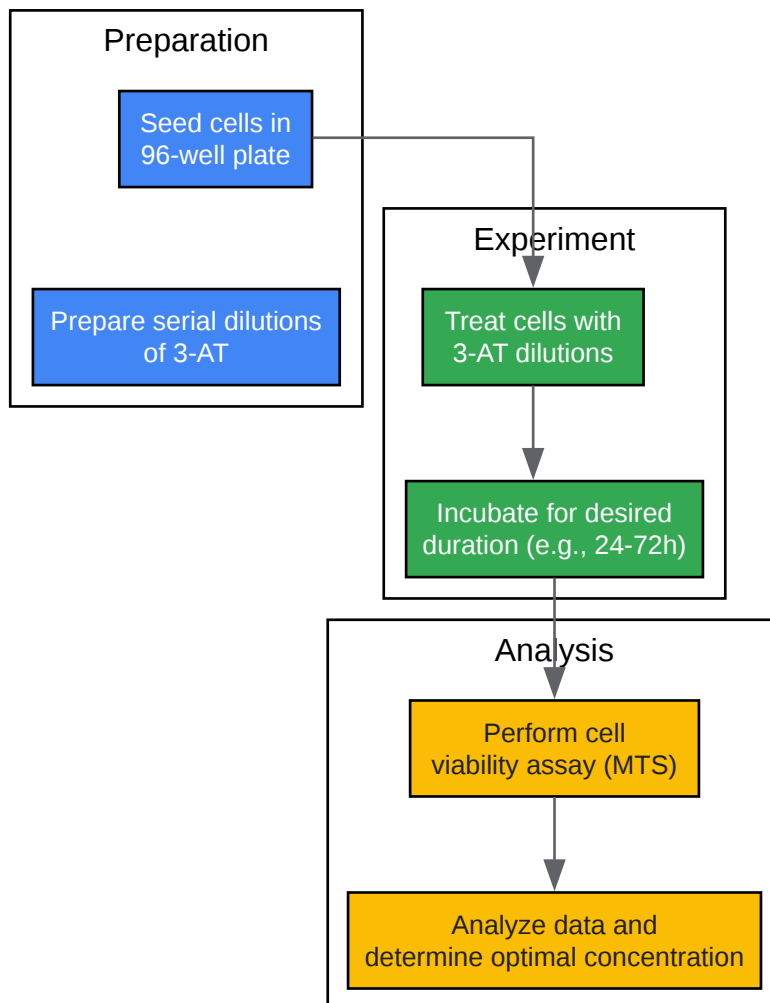 Preparation
Seed cells in
96-well plate
Prepare serial dilutions
of 3-AT
Experiment
Treat cells with
3-AT dilutions
Incubate for desired
duration (e.g., 24-72h)
Analysis
Perform cell
viability assay (MTS)
Analyze data and
determine optimal concentration